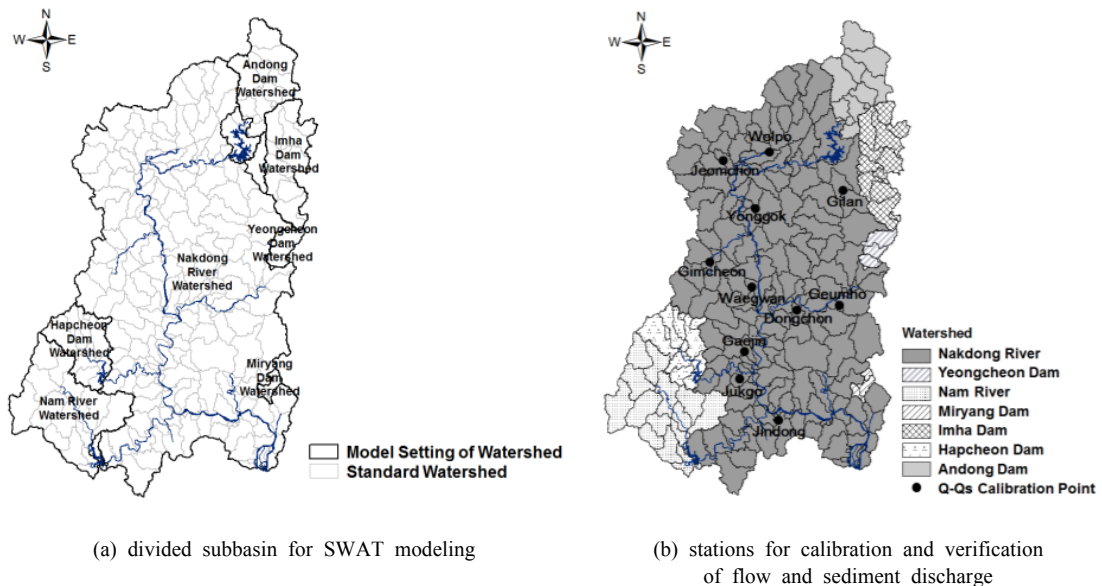 N
W E
S
Andong
Dam
Watershed
Imha
Dam
Watershed
Yeongcheon
Dam
Watershed
Nakdong
River
Watershed
Hapcheon
Dam
Watershed
Miryang
Dam
Watershed
Nam River
Watershed
Model Setting of Watershed
Standard Watershed
(a) divided subbasin for SWAT modeling
N
W E
S
Wolpo
Jeomchon
Gilan
Yonggok
Gimcheon
Waegwan
Geumho
Dongchon
Gaejin
Jukgo
Jindong
Watershed
Nakdong River
Yeongcheon Dam
Nam River
Miryang Dam
Imha Dam
Hapcheon Dam
Andong Dam
Q-Qs Calibration Point
(b) stations for calibration and verification
of flow and sediment discharge